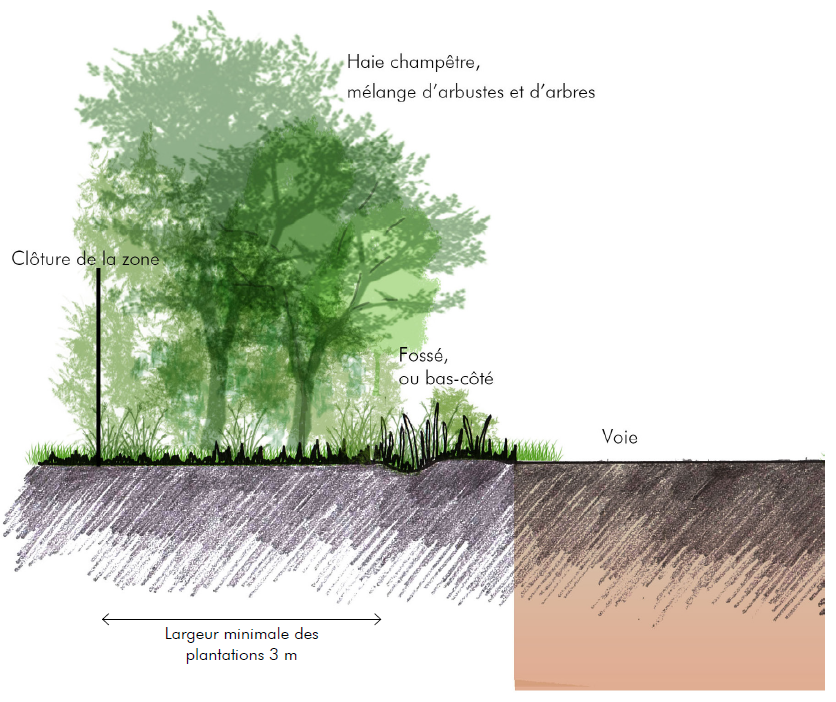 Haie champêtre,
mélange d'arbustes et d'arbres
Clôture de la zone
Fossé,
ou bas-côté
Voie
Largeur minimale des
plantations 3 m